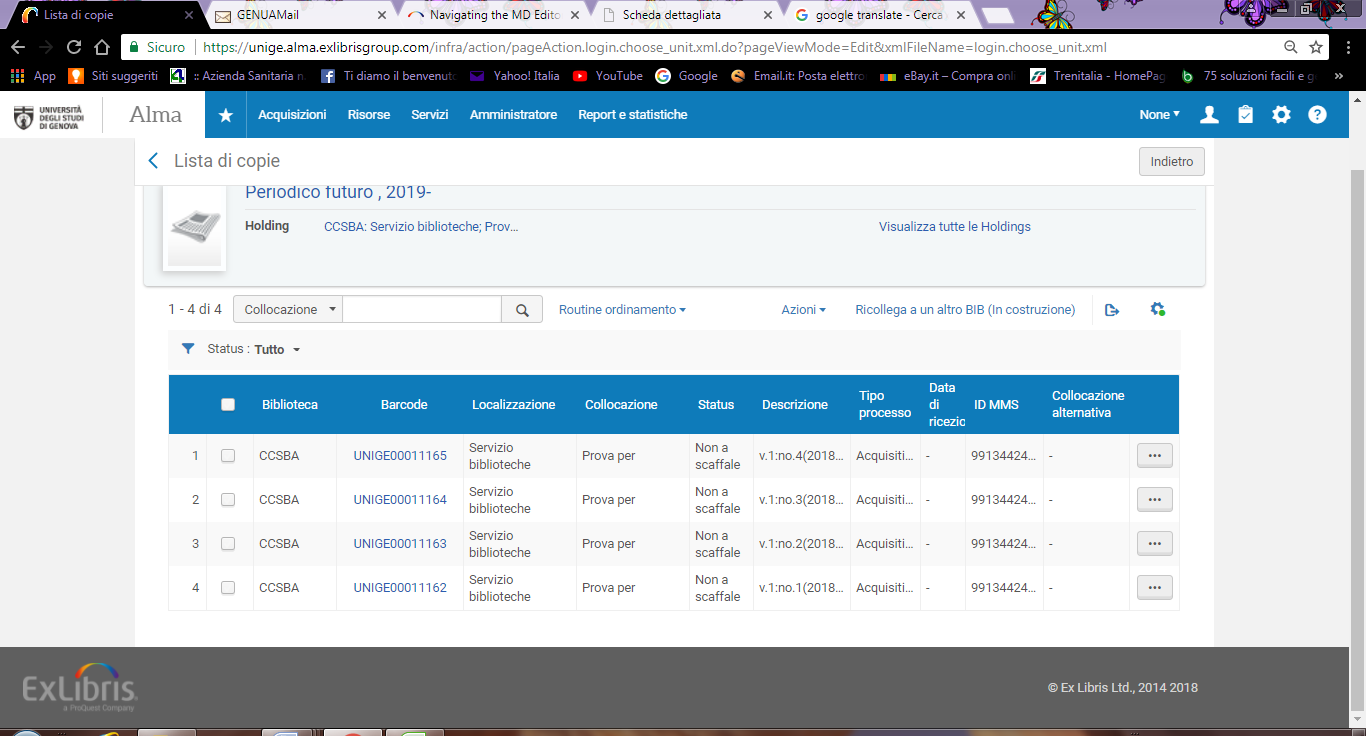 Lista di copie
GENUAMail
Navigating the MD Edito
Scheda dettagliata
google translate - Cerca
Sicuro
https://unige.alma.exlibrisgroup.com/infra/action/pageAction.login.choose_unit.xml.do?pageViewMode=Edit&xmlFileName=login.choose_unit.xml
App
Siti suggeriti
:: Azienda Sanitaria n.
Ti diamo il benvenuto
Yahoo! Italia
YouTube
Google
Email.it: Posta elettro
eBay.it – Compra onli
Trenitalia - HomePag
75 soluzioni facili e g
»
UNIVERSITÀ
DEGLI STUDI
DI GENOVA
Alma
Acquisizioni
Risorse
Servizi
Amministratore
Report e statistiche
None
Lista di copie
Indietro
Periodico futuro , 2019-
Holding
CCSBA: Servizio biblioteche; Prov...
Visualizza tutte le Holdings
1 - 4 di 4
Collocazione
Routine ordinamento
Azioni
Ricollega a un altro BIB (In costruzione)
Status : Tutto
Biblioteca
Barcode
Localizzazione
Collocazione
Status
Descrizione
Tipo
processo
Data
di
ricezio
ID MMS
Collocazione
alternativa
1
CCSBA
UNIGE00011165
Servizio
biblioteche
Prova per
Non a
scaffale
v.1:no.4(2018...
Acquisiti...
-
99134424...
-
2
CCSBA
UNIGE00011164
Servizio
biblioteche
Prova per
Non a
scaffale
v.1:no.3(2018...
Acquisiti...
-
99134424...
-
3
CCSBA
UNIGE00011163
Servizio
biblioteche
Prova per
Non a
scaffale
v.1:no.2(2018...
Acquisiti...
-
99134424...
-
4
CCSBA
UNIGE00011162
Servizio
biblioteche
Prova per
Non a
scaffale
v.1:no.1(2018...
Acquisiti...
-
99134424...
-
ExLibris
a ProQuest Company
© Ex Libris Ltd., 2014 2018